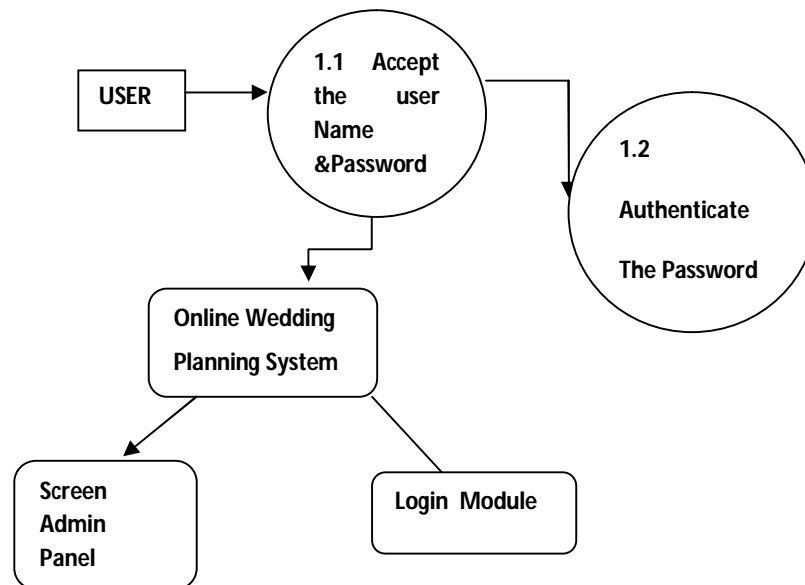 USER
1.1 Accept
the user
Name
&Password
1.2
Authenticate
The Password
Online Wedding
Planning System
Screen
Admin
Panel
Login Module